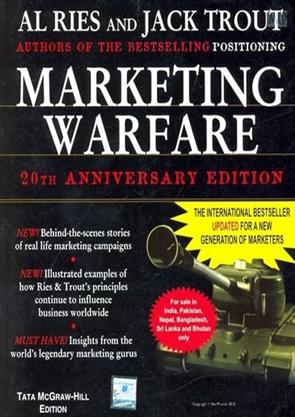 AL RIES AND JACK TROUT
AUTHORS OF THE BESTSELLING POSITIONING
MARKETING
WARFARE
20TH ANNIVERSARY EDITION
THE INTERNATIONAL BESTSELLER
UPDATED FOR A NEW
GENERATION OF MARKETERS
NEW! Behind-the-scenes stories
of real life marketing campaigns
•
NEW! Illustrated examples of
how Ries & Trout's principles
continue to influence
business worldwide
•
MUST HAVE! Insights from the
world's legendary marketing gurus
For sale in
India, Pakistan,
Nepal, Bangladesh,
Sri Lanka and Bhutan
only
TATA MCGRAW-HILL
EDITION